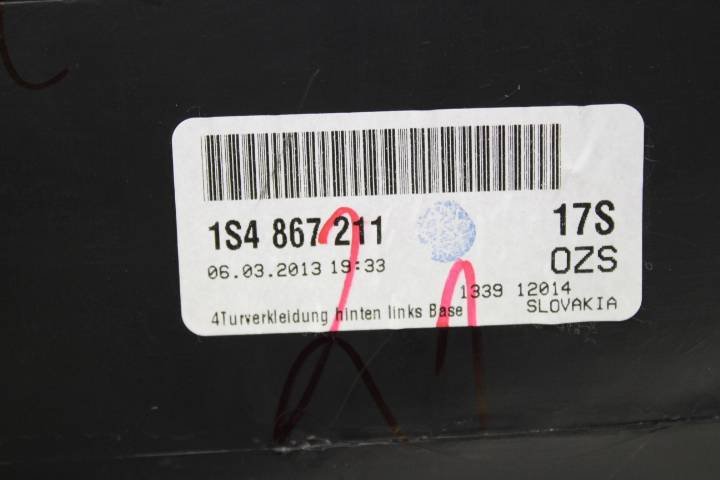 1S4 867 211 17S
06.03.2013 19:33 OZS
1339 12014
4Turverkleidung hinten links Base SLOVAKIA